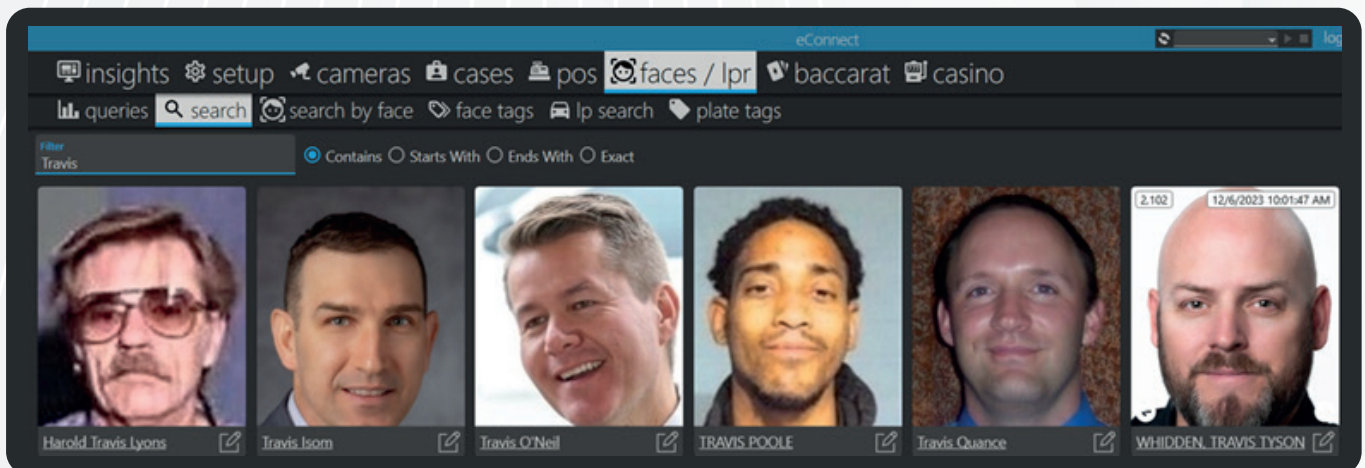 eConnect
log
insights setup cameras cases pos faces / lpr baccarat casino
queries search search by face face tags lp search plate tags
Filter
Travis
Contains Starts With Ends With Exact
2.102 12/6/2023 10:01:47 AM
Harold Travis Lyons Travis Isom Travis O'Neil TRAVIS POOLE Travis Quance WHIDDEN, TRAVIS TYSON